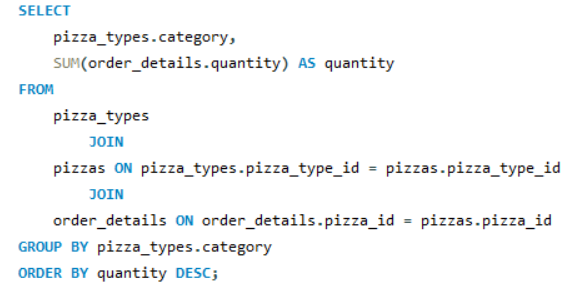 SELECT
pizza_types.category,
SUM(order_details.quantity) AS quantity
FROM
pizza_types
JOIN
pizzas ON pizza_types.pizza_type_id = pizzas.pizza_type_id
JOIN
order_details ON order_details.pizza_id = pizzas.pizza_id
GROUP BY pizza_types.category
ORDER BY quantity DESC;